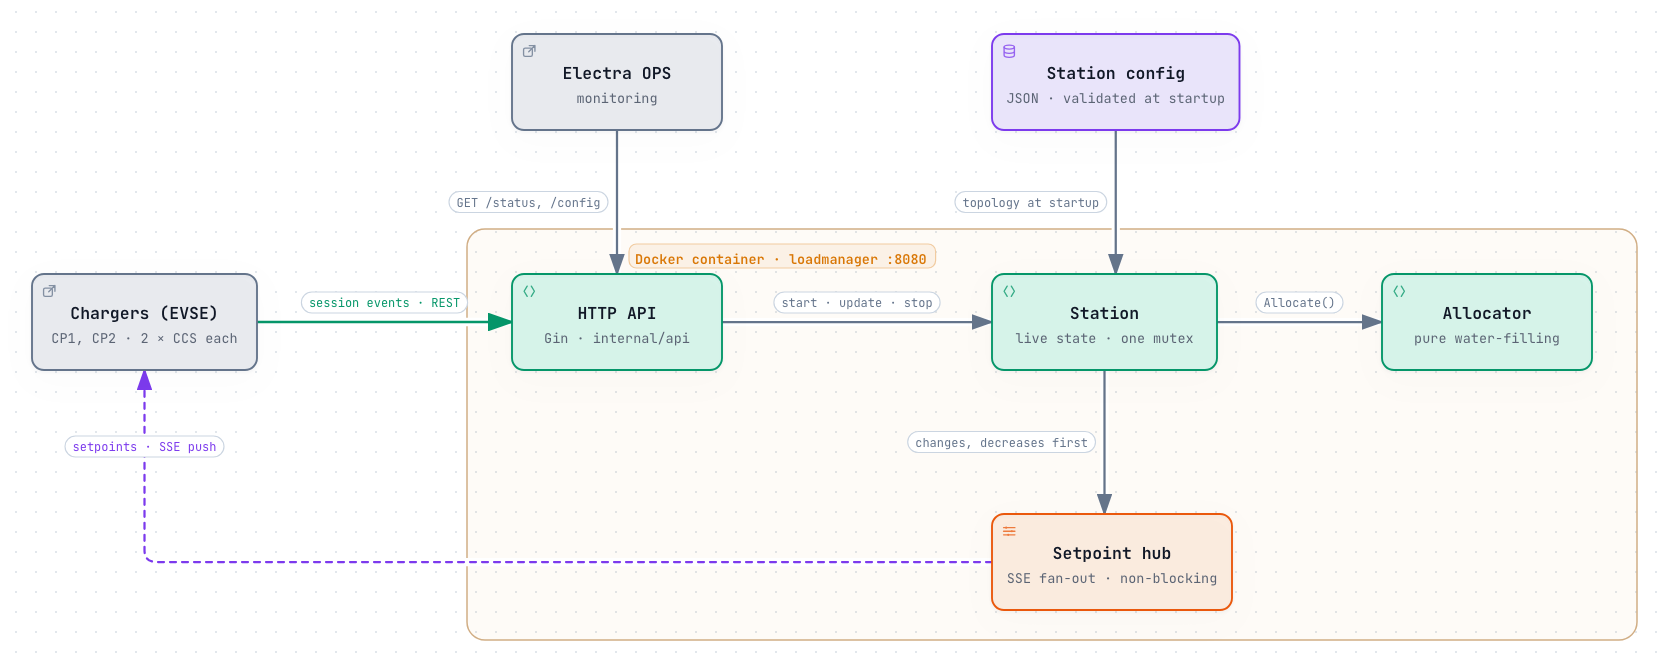 Electra OPS
monitoring
Station config
JSON · validated at startup
GET /status, /config
topology at startup
Docker container · loadmanager :8080
Chargers (EVSE)
CP1, CP2 · 2 × CCS each
session events · REST
HTTP API
Gin · internal/api
start · update · stop
Station
live state · one mutex
Allocate()
Allocator
pure water-filling
setpoints · SSE push
changes, decreases first
Setpoint hub
SSE fan-out · non-blocking